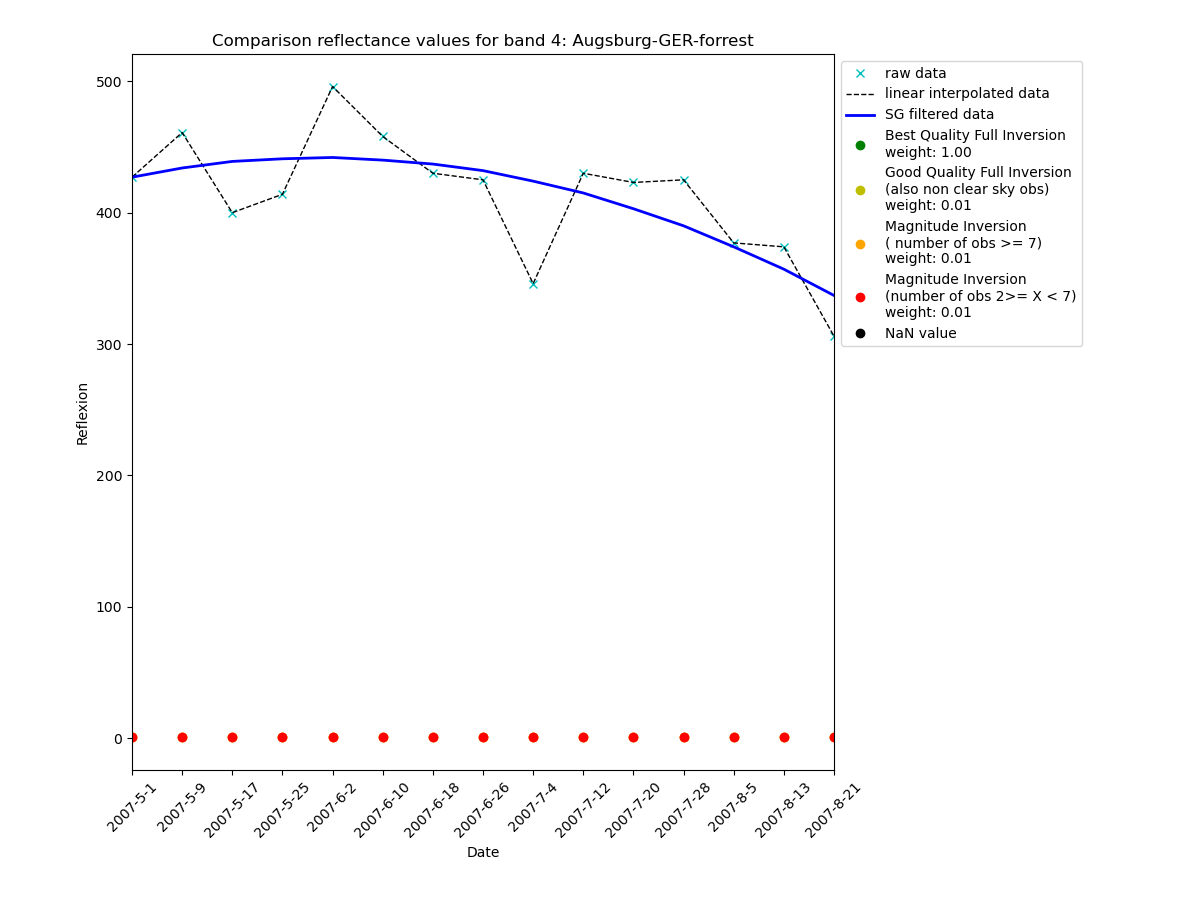 Comparison reflectance values for band 4: Augsburg-GER-forrest
raw data
linear interpolated data
SG filtered data
Best Quality Full Inversion
weight: 1.00
Good Quality Full Inversion
(also non clear sky obs)
weight: 0.01
Magnitude Inversion
( number of obs >= 7)
weight: 0.01
Magnitude Inversion
(number of obs 2>= X < 7)
weight: 0.01
NaN value
500
400
300
200
100
0
Reflexion
2007-5-1
2007-5-9
2007-5-17
2007-5-25
2007-6-2
2007-6-10
2007-6-18
2007-6-26
2007-7-4
2007-7-12
2007-7-20
2007-7-28
2007-8-5
2007-8-13
2007-8-21
Date